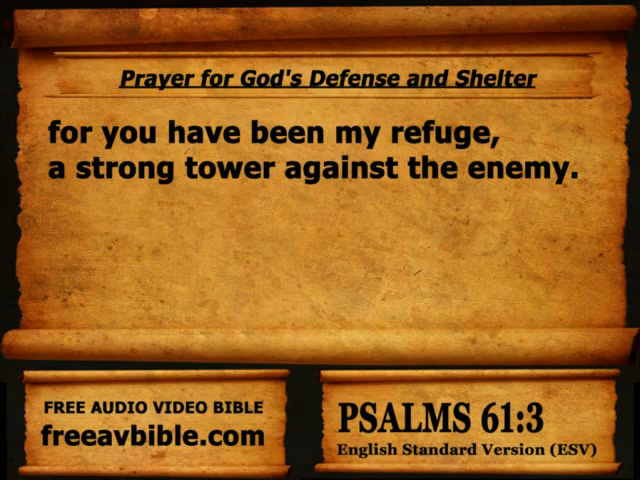 Prayer for God's Defense and Shelter
for you have been my refuge,
a strong tower against the enemy.
FREE AUDIO VIDEO BIBLE
freeavbible.com
PSALMS 61:3
English Standard Version (ESV)